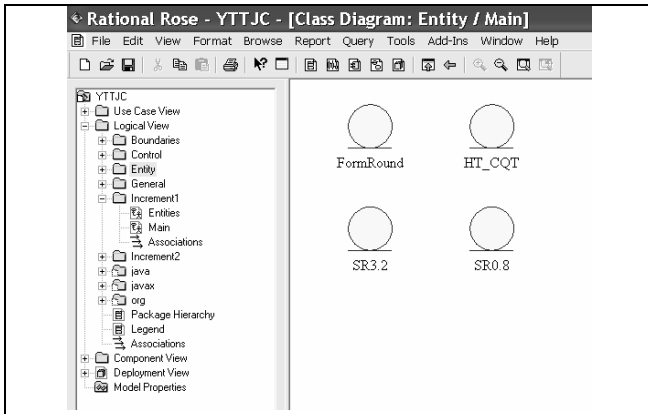 Rational Rose - YTTJC - [Class Diagram: Entity / Main]
File Edit View Format Browse Report Query Tools Add-Ins Window Help
YTTJC
Use Case View
Logical View
Boundaries
Control
Entity
General
Increment1
Entities
Main
Associations
Increment2
java
javax
org
Package Hierarchy
Legend
Associations
Component View
Deployment View
Model Properties
FormRound HT_CQT
SR3.2 SR0.8